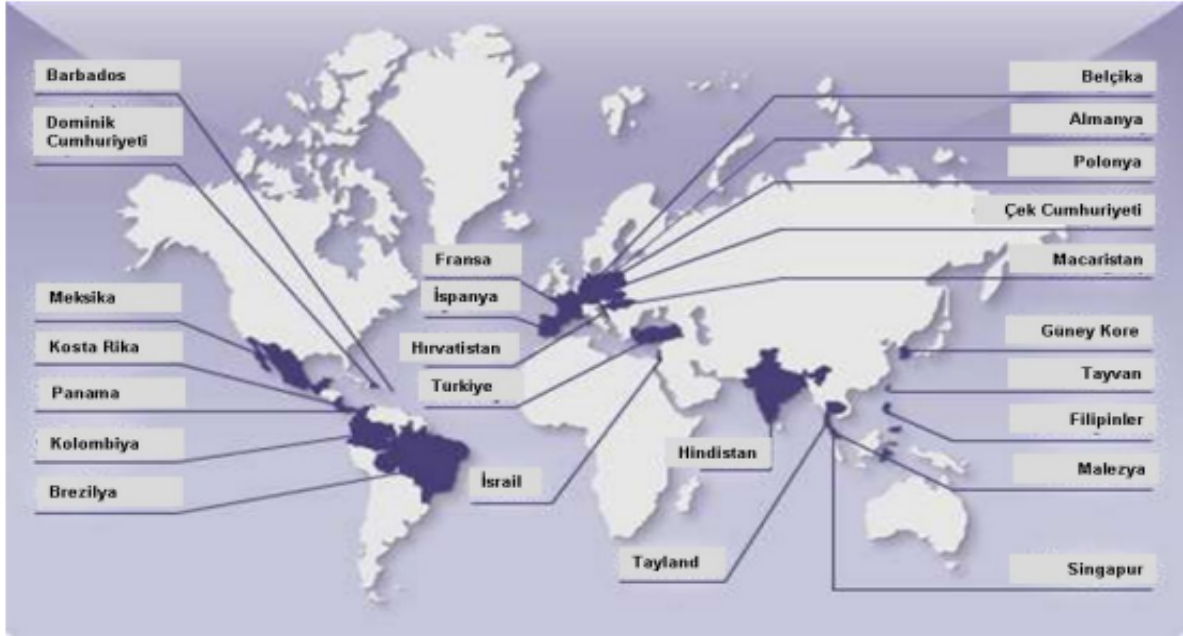 Barbados
Dominik
Cumhuriyeti
Meksika
Kosta Rika
Panama
Kolombiya
Brezilya
Fransa
İspanya
Hırvatistan
Türkiye
İsrail
Hindistan
Tayland
Belçika
Almanya
Polonya
Çek Cumhuriyeti
Macaristan
Güney Kore
Tayvan
Filipinler
Malezya
Singapur